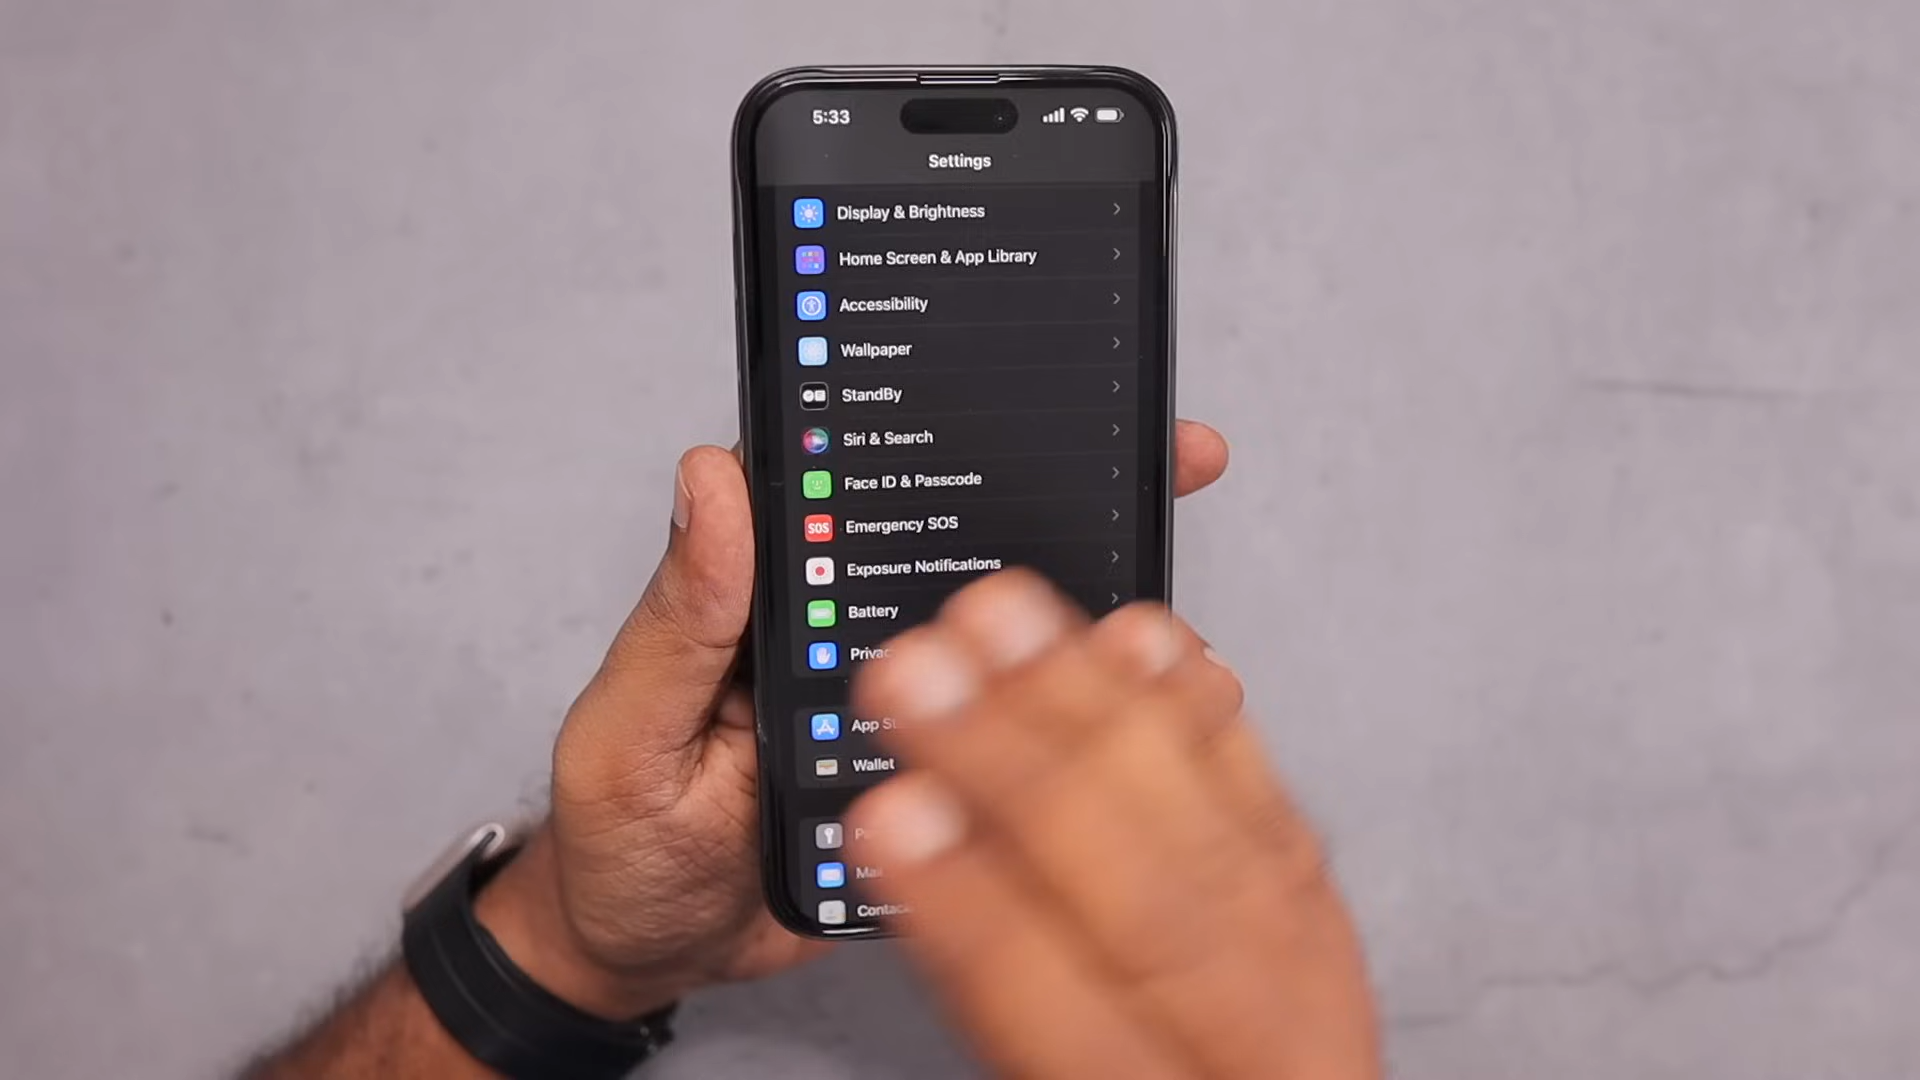 5:33
Settings
Display & Brightness
Home Screen & App Library
Accessibility
Wallpaper
StandBy
Siri & Search
Face ID & Passcode
SOS
Emergency SOS
Exposure Notifications
Battery
App
Wallet